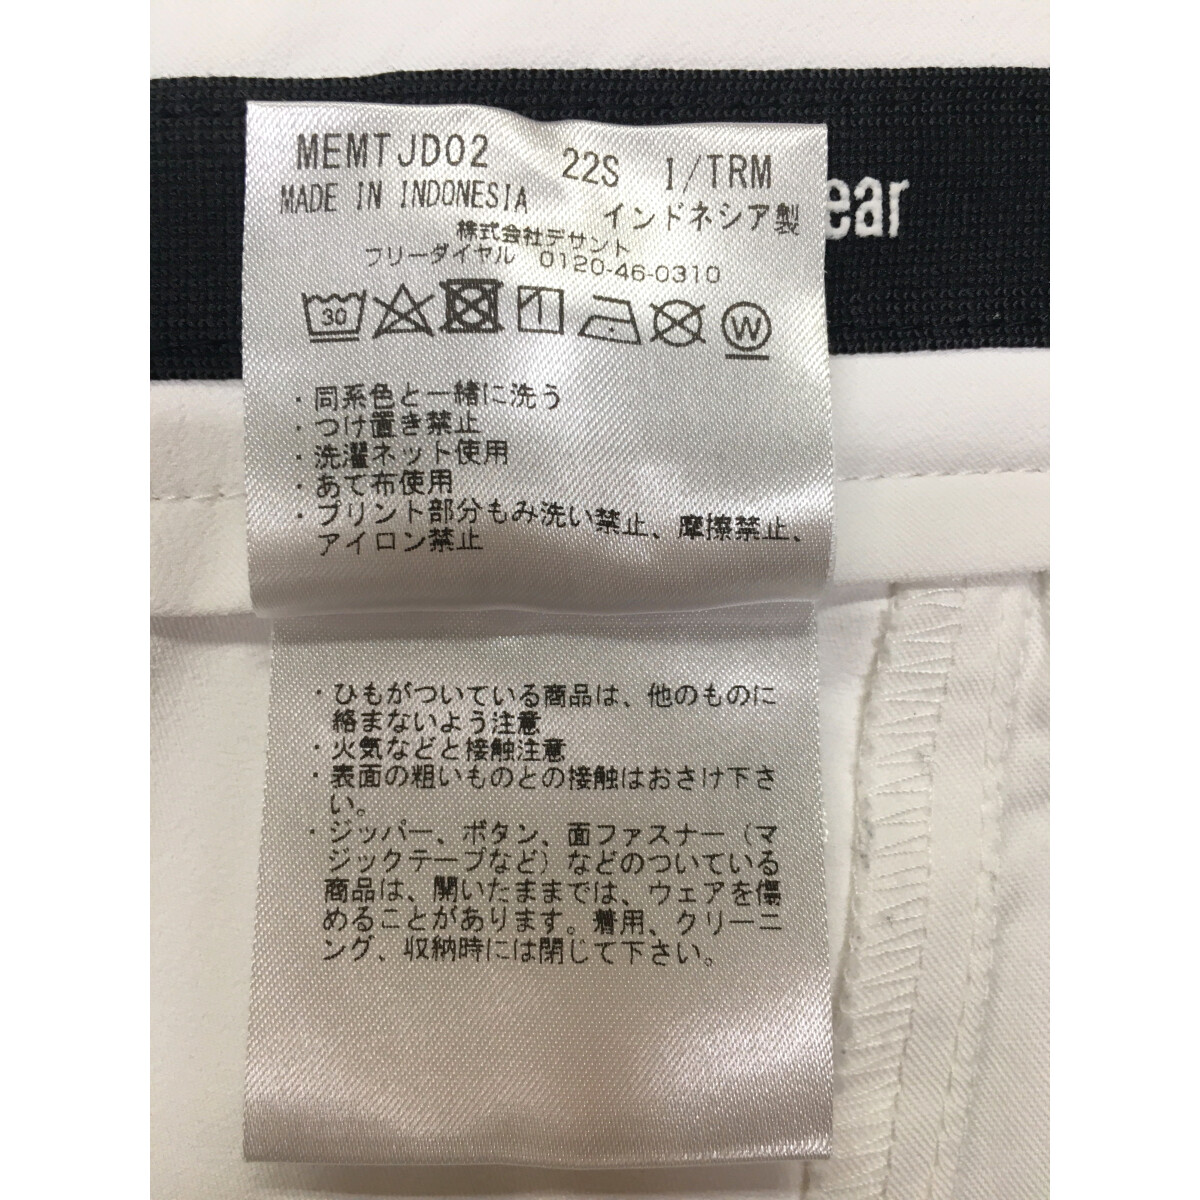 MEMTJD02 22S I/TRM
MADE IN INDONESIA インドネシア製
ear
株式会社デサント
フリーダイヤル 0120-46-0310
30 W
・同系色と一緒に洗う
・つけ置き禁止
・洗濯ネット使用
・あて布使用
・プリント部分もみ洗い禁止、摩擦禁止、
アイロン禁止
・ひもがついている商品は、他のものに
絡まないよう注意
・火気などと接触注意
・表面の粗いものとの接触はおさけ下さ
い。
・ジッパー、ボタン、面ファスナー（マ
ジックテープなど）などのついている
商品は、開いたままでは、ウェアを傷
めることがあります。着用、クリーニ
ング、収納時には閉じて下さい。